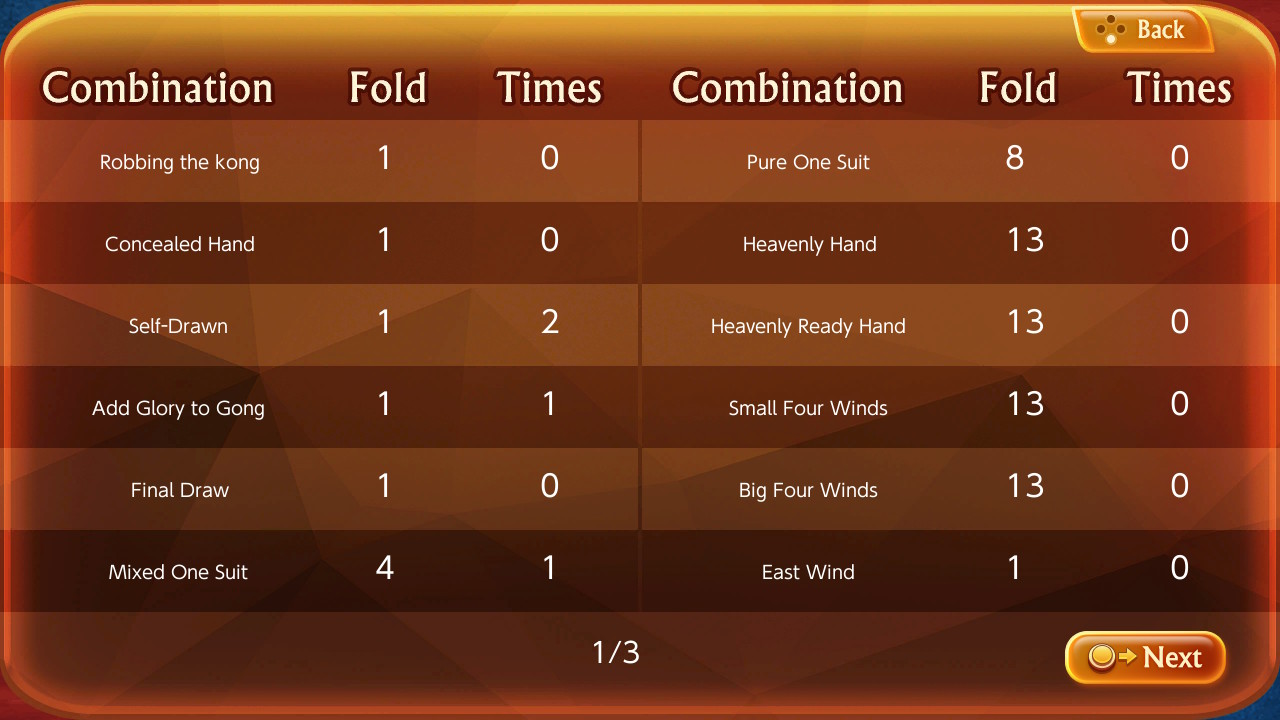 Back
Combination Fold Times Combination Fold Times
Robbing the kong 1 0 Pure One Suit 8 0
Concealed Hand 1 0 Heavenly Hand 13 0
Self-Drawn 1 2 Heavenly Ready Hand 13 0
Add Glory to Gong 1 1 Small Four Winds 13 0
Final Draw 1 0 Big Four Winds 13 0
Mixed One Suit 4 1 East Wind 1 0
1/3
Next